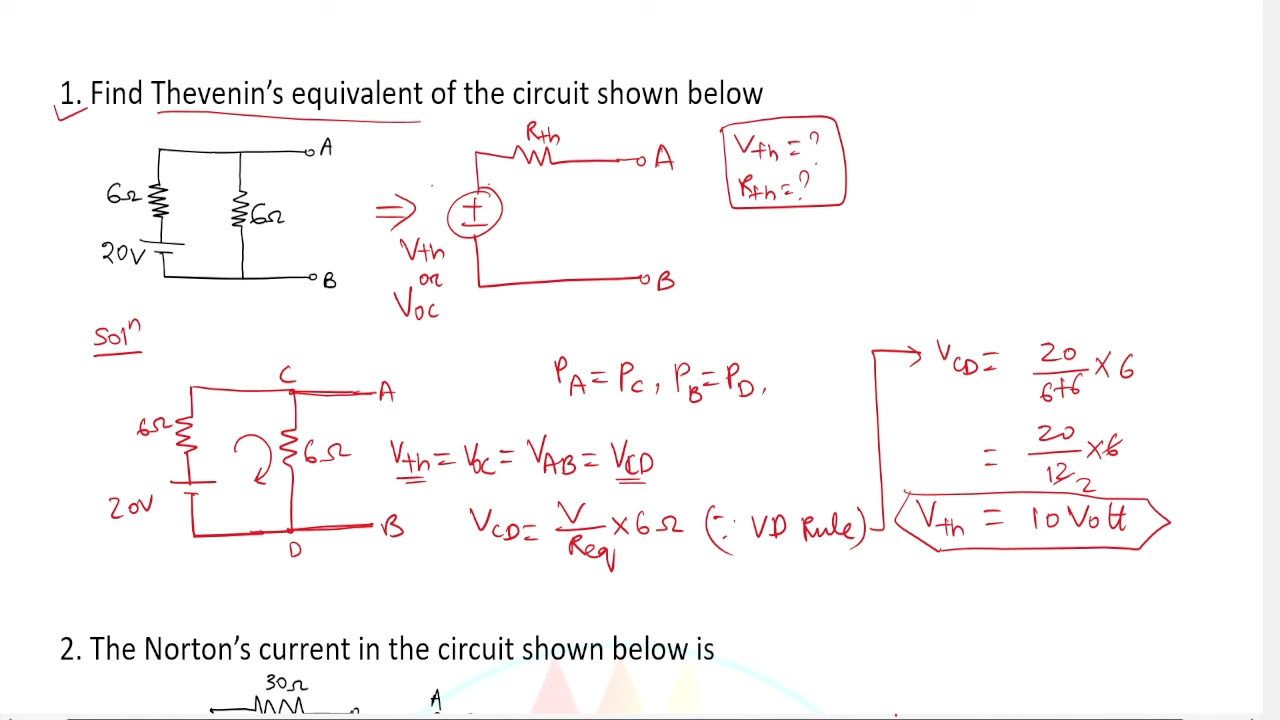 1. Find Thevenin's equivalent of the circuit shown below
A
6Ω
6Ω
20V
B
⇒
Rth
A
Vth
or
VOC
B
Vth = ?
Rth = ?
Solⁿ
C
A
6Ω
6Ω
20V
B
D
PA = PC, PB = PD,
Vth = VOC = VAB = VCD
VCD = V/Req × 6Ω (∵ VD Rule)
VCD = 20/6+6 × 6
= 20/12 × 6
2
Vth = 10 Volt
2. The Norton's current in the circuit shown below is
30Ω
A